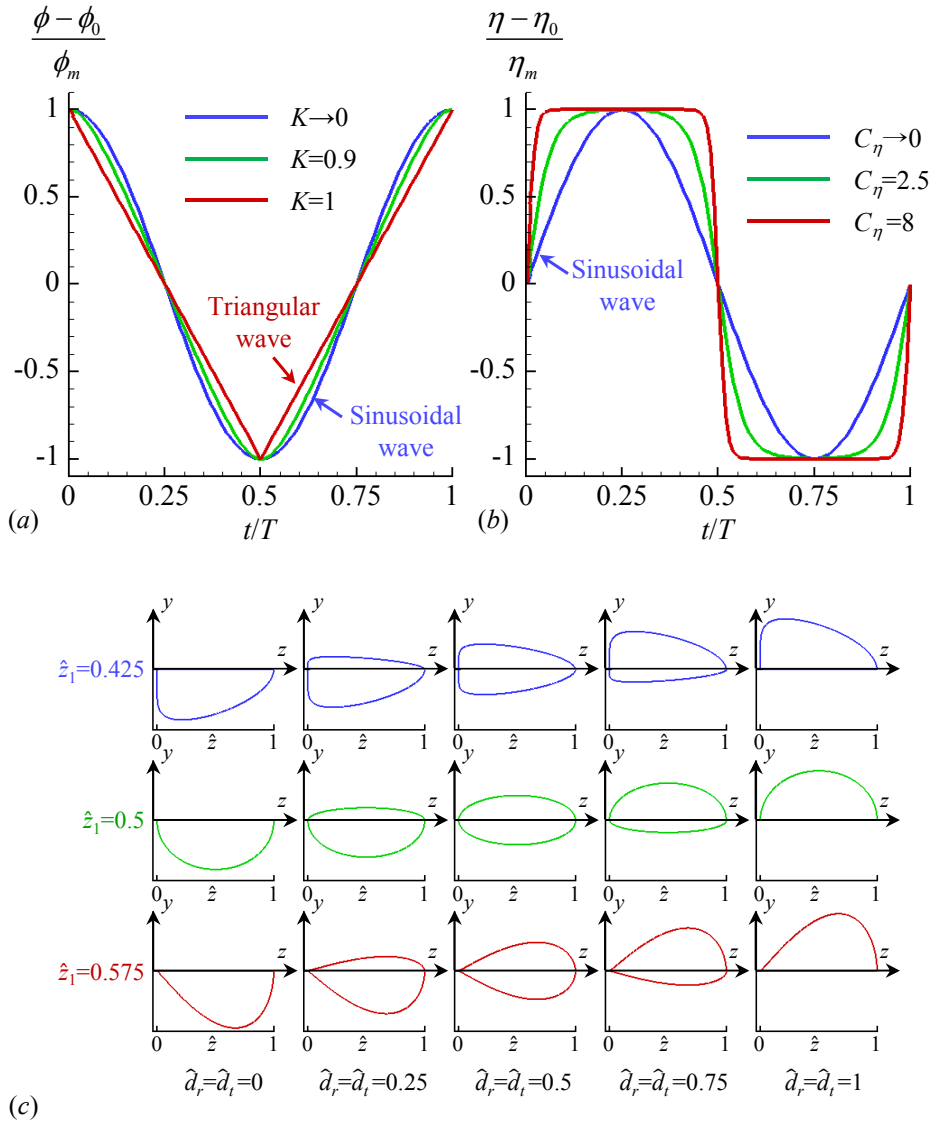 ϕ − ϕ₀
ϕₘ
1
0.5
0
-0.5
-1
0
0.25
0.5
0.75
1
t/T
K→0
K=0.9
K=1
Triangular
wave
Sinusoidal
wave
(a)
η − η₀
ηₘ
1
0.5
0
-0.5
-1
0
0.25
0.5
0.75
1
t/T
C_η→0
C_η=2.5
C_η=8
Sinusoidal
wave
(b)
y y y y y
ẑ₁=0.425 z z z z z
0 ẑ 1 0 ẑ 1 0 ẑ 1 0 ẑ 1 0 ẑ 1
y y y y y
ẑ₁=0.5 z z z z z
0 ẑ 1 0 ẑ 1 0 ẑ 1 0 ẑ 1 0 ẑ 1
y y y y y
ẑ₁=0.575 z z z z z
0 ẑ 1 0 ẑ 1 0 ẑ 1 0 ẑ 1 0 ẑ 1
d̂ᵣ=d̂ₜ=0 d̂ᵣ=d̂ₜ=0.25 d̂ᵣ=d̂ₜ=0.5 d̂ᵣ=d̂ₜ=0.75 d̂ᵣ=d̂ₜ=1
(c)